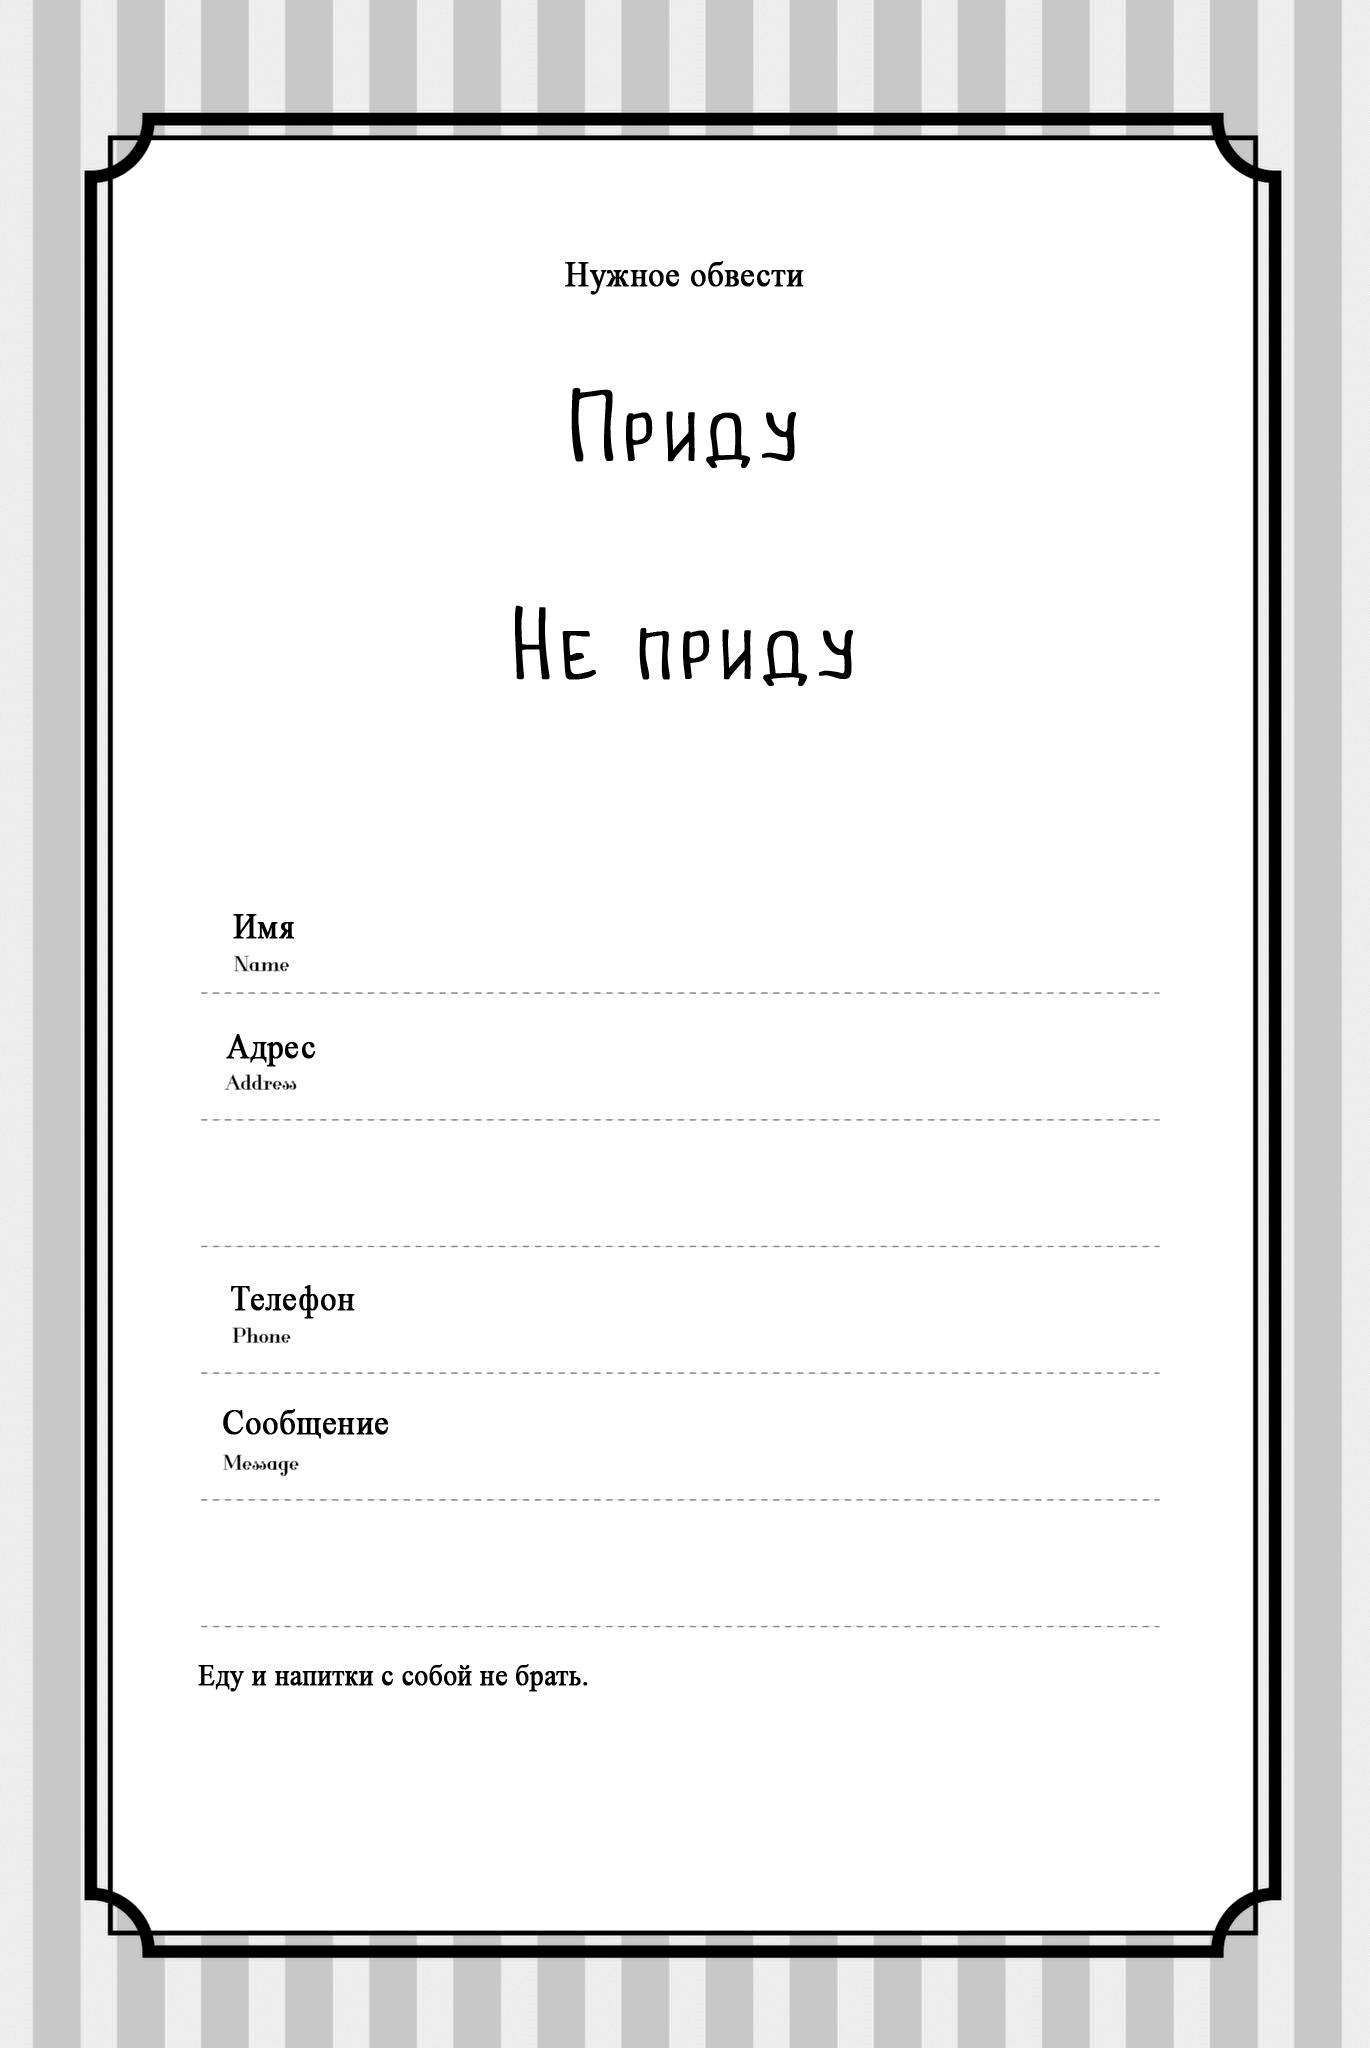 Нужное обвести
Приду
Не приду
Имя
Name
Адрес
Address
Телефон
Phone
Сообщение
Message
Еду и напитки с собой не брать.